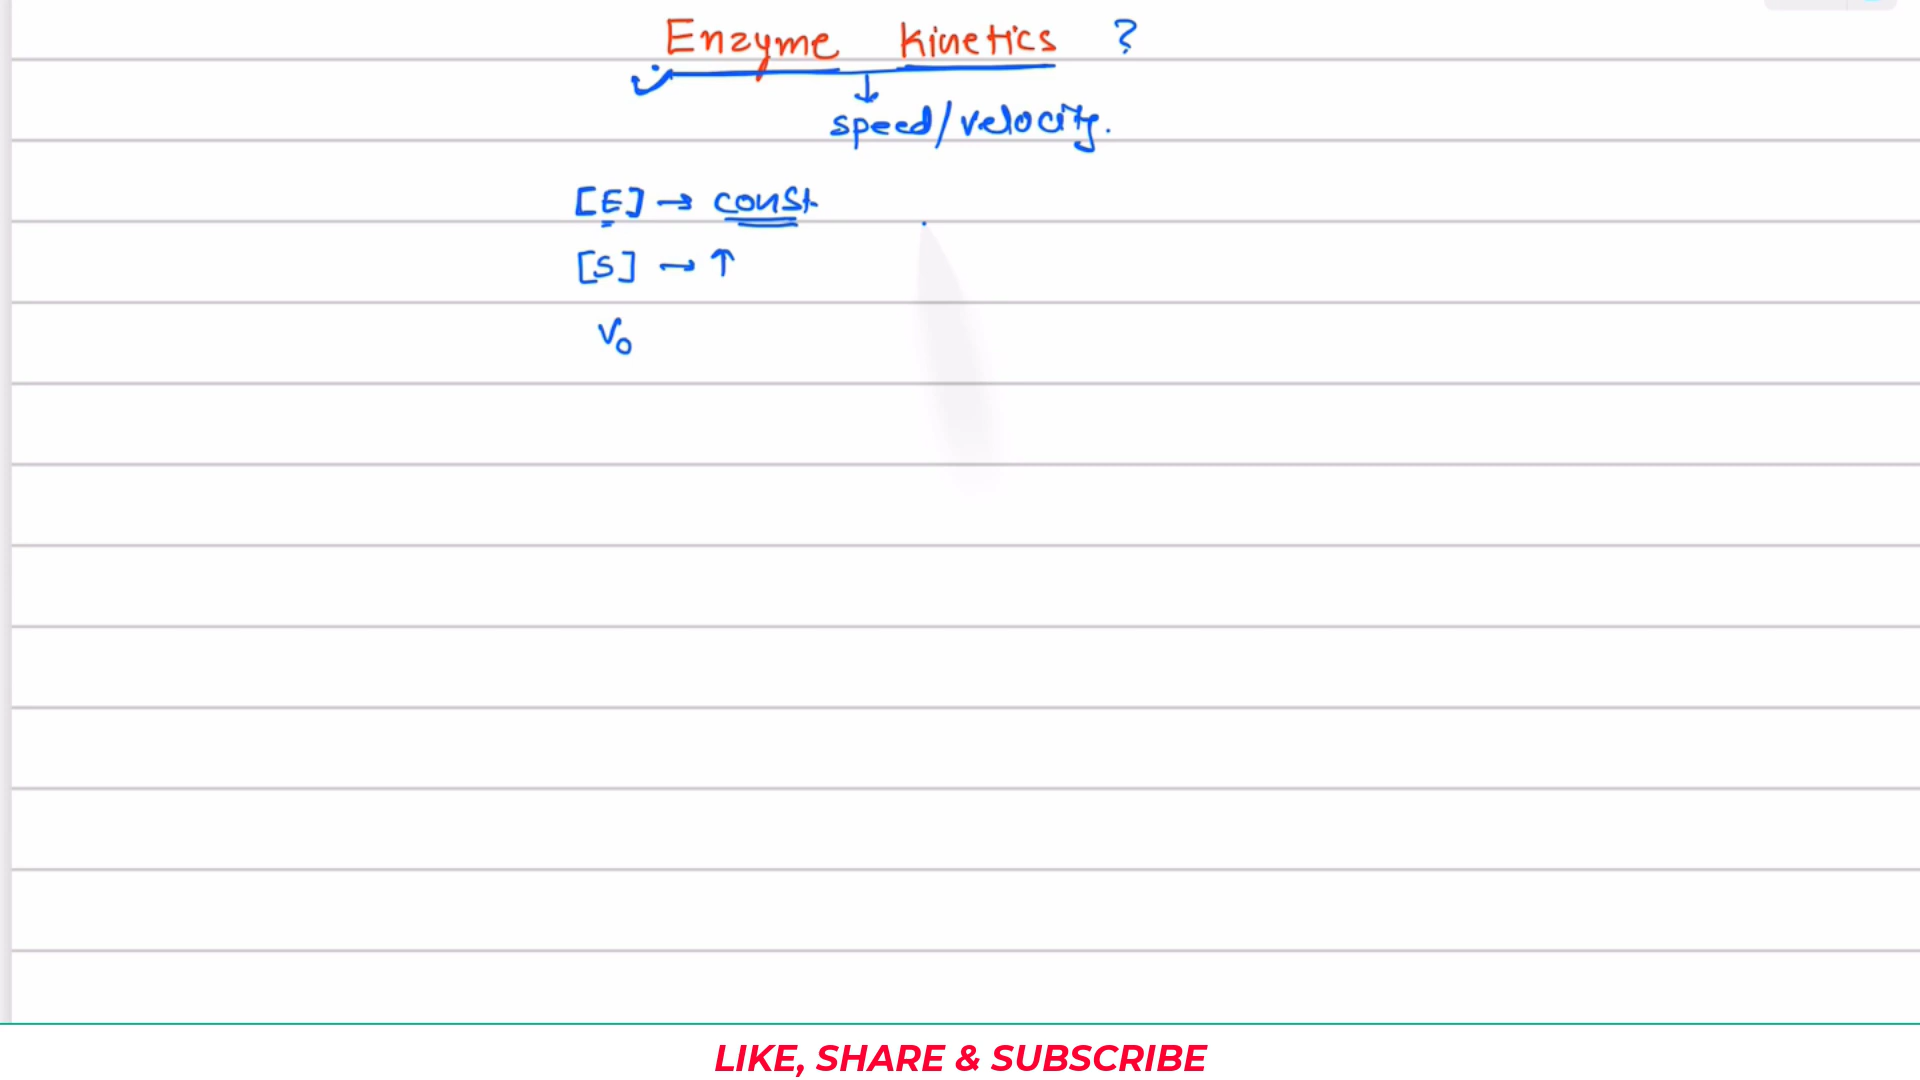 Enzyme kinetics ?
↓
speed/velocity.
[E] → const
[S] → ↑
V₀
LIKE, SHARE & SUBSCRIBE